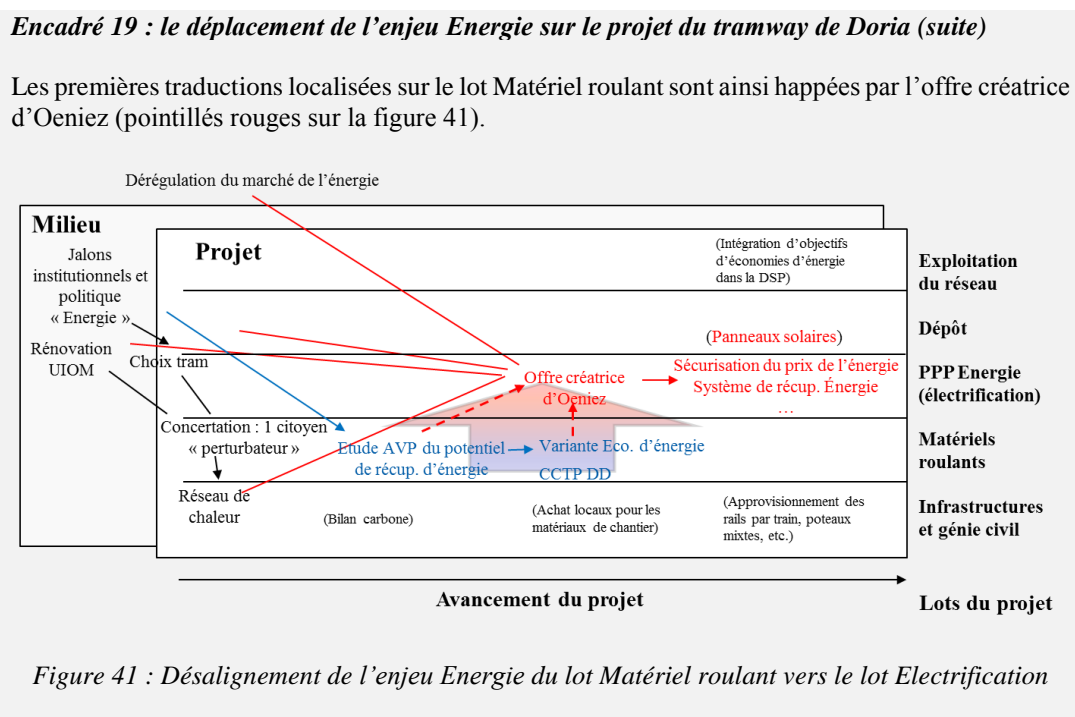 Encadré 19 : le déplacement de l’enjeu Energie sur le projet du tramway de Doria (suite)
Les premières traductions localisées sur le lot Matériel roulant sont ainsi happées par l’offre créatrice
d’Oeniez (pointillés rouges sur la figure 41).
Dérégulation du marché de l’énergie
Milieu
Jalons
institutionnels et
politique
« Energie »
Rénovation
UIOM
Projet
Choix tram
Concertation : 1 citoyen
« perturbateur »
Réseau de
chaleur
(Intégration d’objectifs
d’économies d’énergie
dans la DSP)
Exploitation
du réseau
(Panneaux solaires)
Dépôt
Offre créatrice
d’Oeniez
Sécurisation du prix de l’énergie
Système de récup. Énergie
…
PPP Energie
(électrification)
Etude AVP du potentiel
de récup. d’énergie
Variante Eco. d’énergie
CCTP DD
Matériels
roulants
(Bilan carbone)
(Achat locaux pour les
matériaux de chantier)
(Approvisionnement des
rails par train, poteaux
mixtes, etc.)
Infrastructures
et génie civil
Avancement du projet
Lots du projet
Figure 41 : Désalignement de l’enjeu Energie du lot Matériel roulant vers le lot Electrification